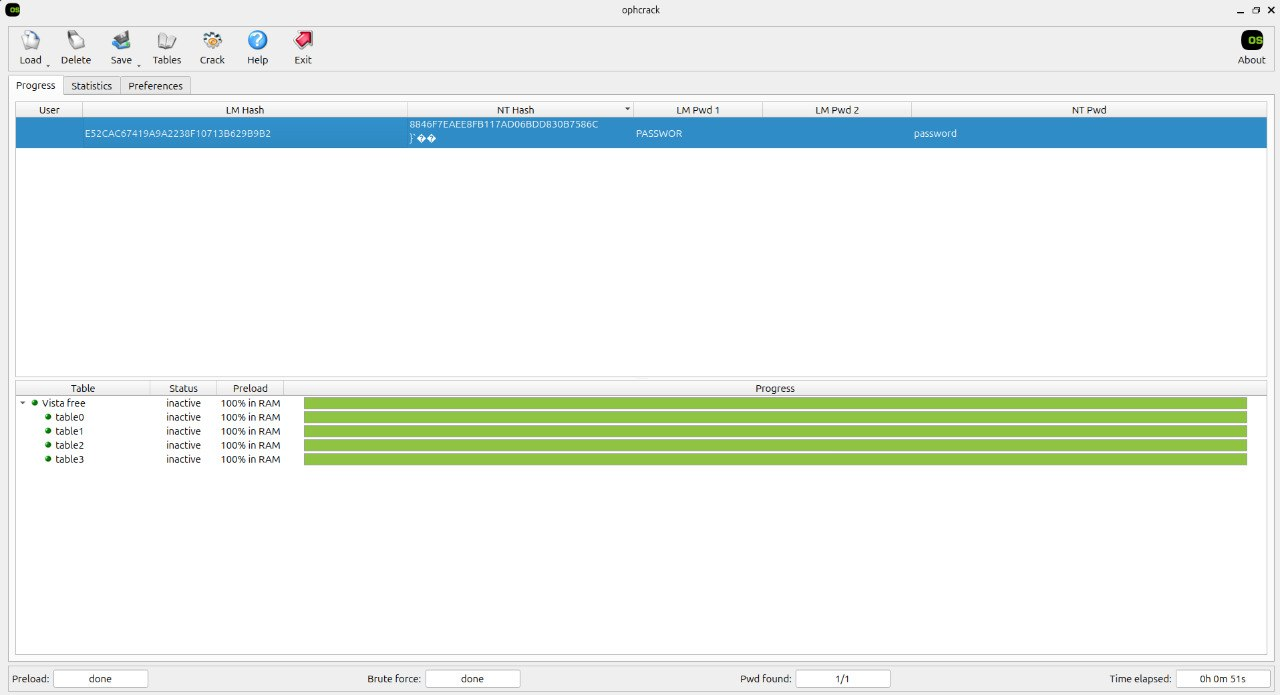 OS
ophcrack
Load Delete Save Tables Crack Help Exit
OS
About
Progress Statistics Preferences
User LM Hash NT Hash LM Pwd 1 LM Pwd 2 NT Pwd
E52CAC67419A9A2238F10713B629B9B2 8846F7EAEE8FB117AD06BDD830B7586C PASSWOR password
}`��
Table Status Preload Progress
Vista free inactive 100% in RAM
table0 inactive 100% in RAM
table1 inactive 100% in RAM
table2 inactive 100% in RAM
table3 inactive 100% in RAM
Preload: done Brute force: done Pwd found: 1/1 Time elapsed: 0h 0m 51s